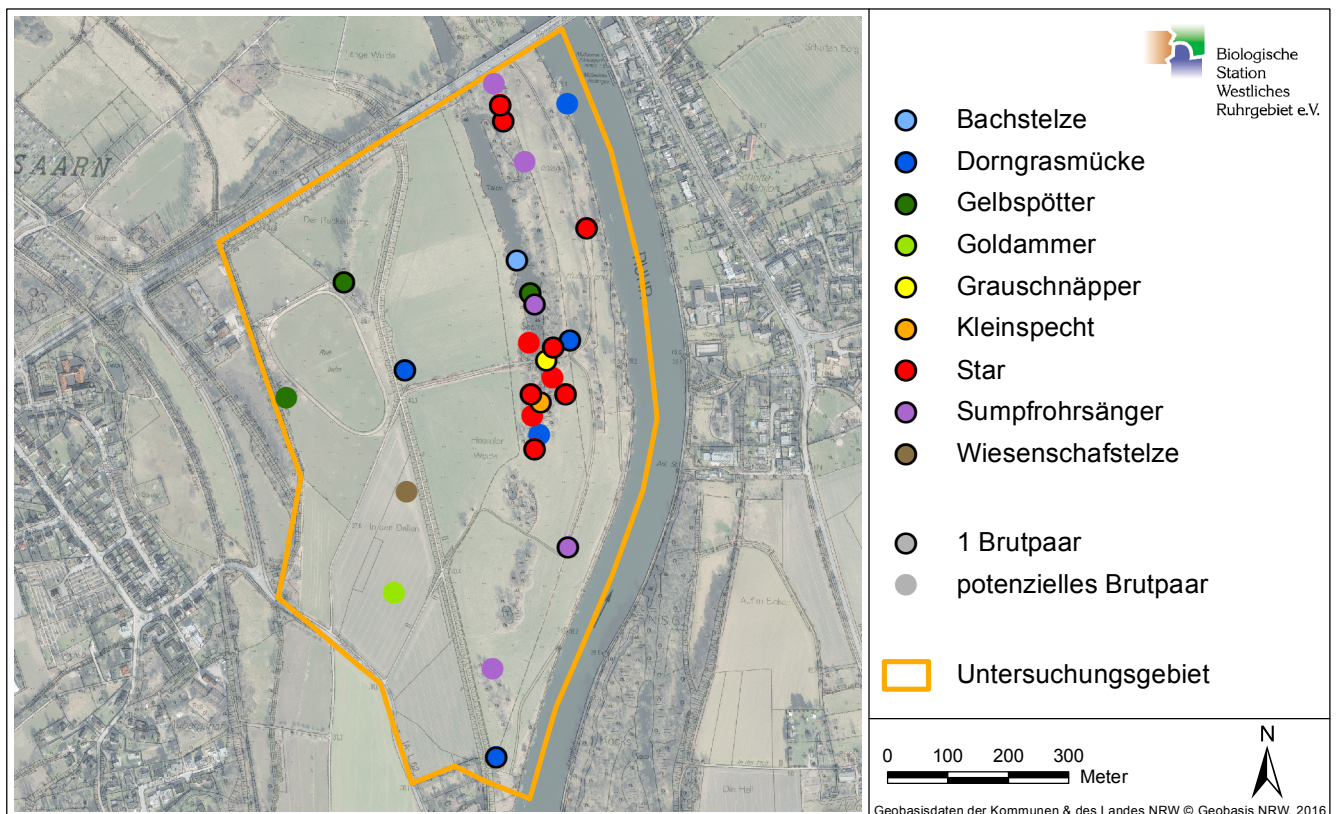 SAARN
RUHR
Biologische
Station
Westliches
Ruhrgebiet e.V.
Bachstelze
Dorngrasmücke
Gelbspötter
Goldammer
Grauschnäpper
Kleinspecht
Star
Sumpfrohrsänger
Wiesenschafstelze
1 Brutpaar
potenzielles Brutpaar
Untersuchungsgebiet
N
0 100 200 300
Meter
Geobasisdaten der Kommunen & des Landes NRW © Geobasis NRW, 2016